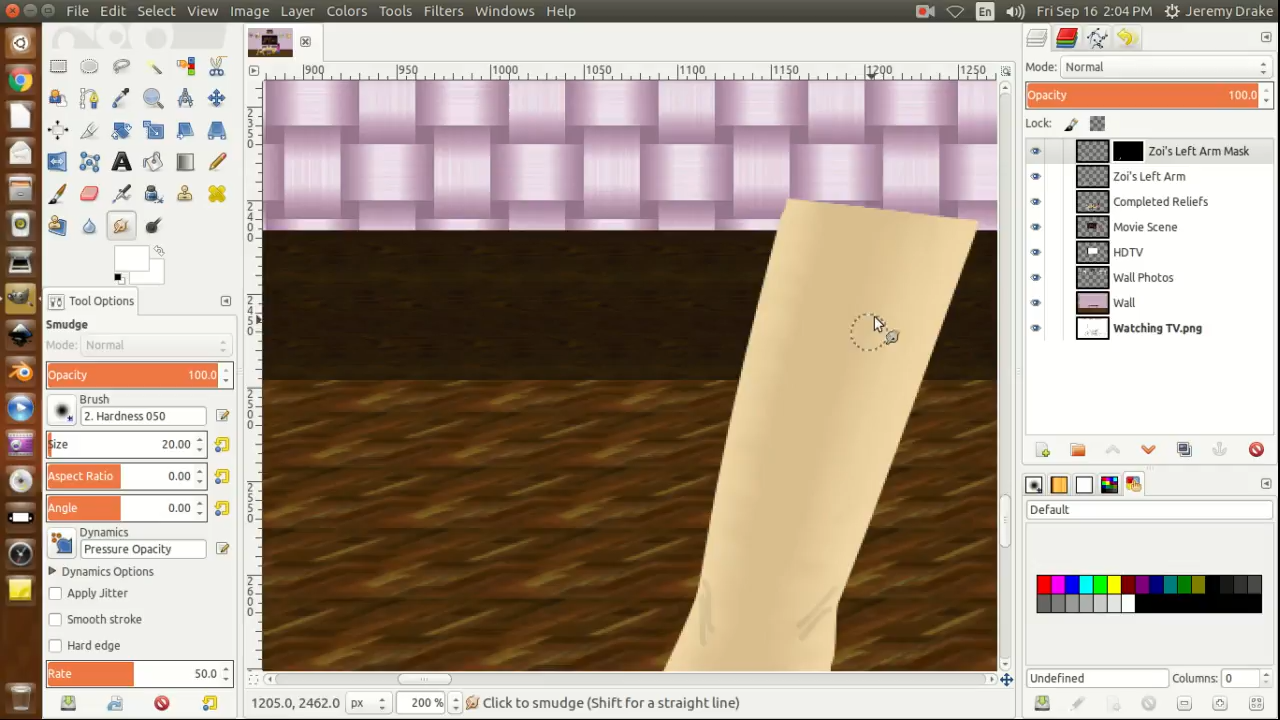 File Edit Select View Image Layer Colors Tools Windows Help
En Fri Sep 16 2:04 PM Jeremy Drake
900 950 1000 1050 1100 1150 1200 1250
Mode: Normal
Opacity 100.0
Lock:
Zoi's Left Arm Mask
Zoi's Left Arm
Completed Reliefs
Movie Scene
HDTV
Wall Photos
Wall
Watching TV.png
Tool Options
Smudge
Mode: Normal
Opacity 100.0
Brush
2. Hardness 050
Size 20.00
Aspect Ratio 0.00
Angle 0.00
Dynamics
Pressure Opacity
Dynamics Options
Apply Jitter
Smooth stroke
Hard edge
Rate 50.0
Default
Undefined Columns: 0
1205.0, 2462.0 px 200 % Click to smudge (Shift for a straight line)